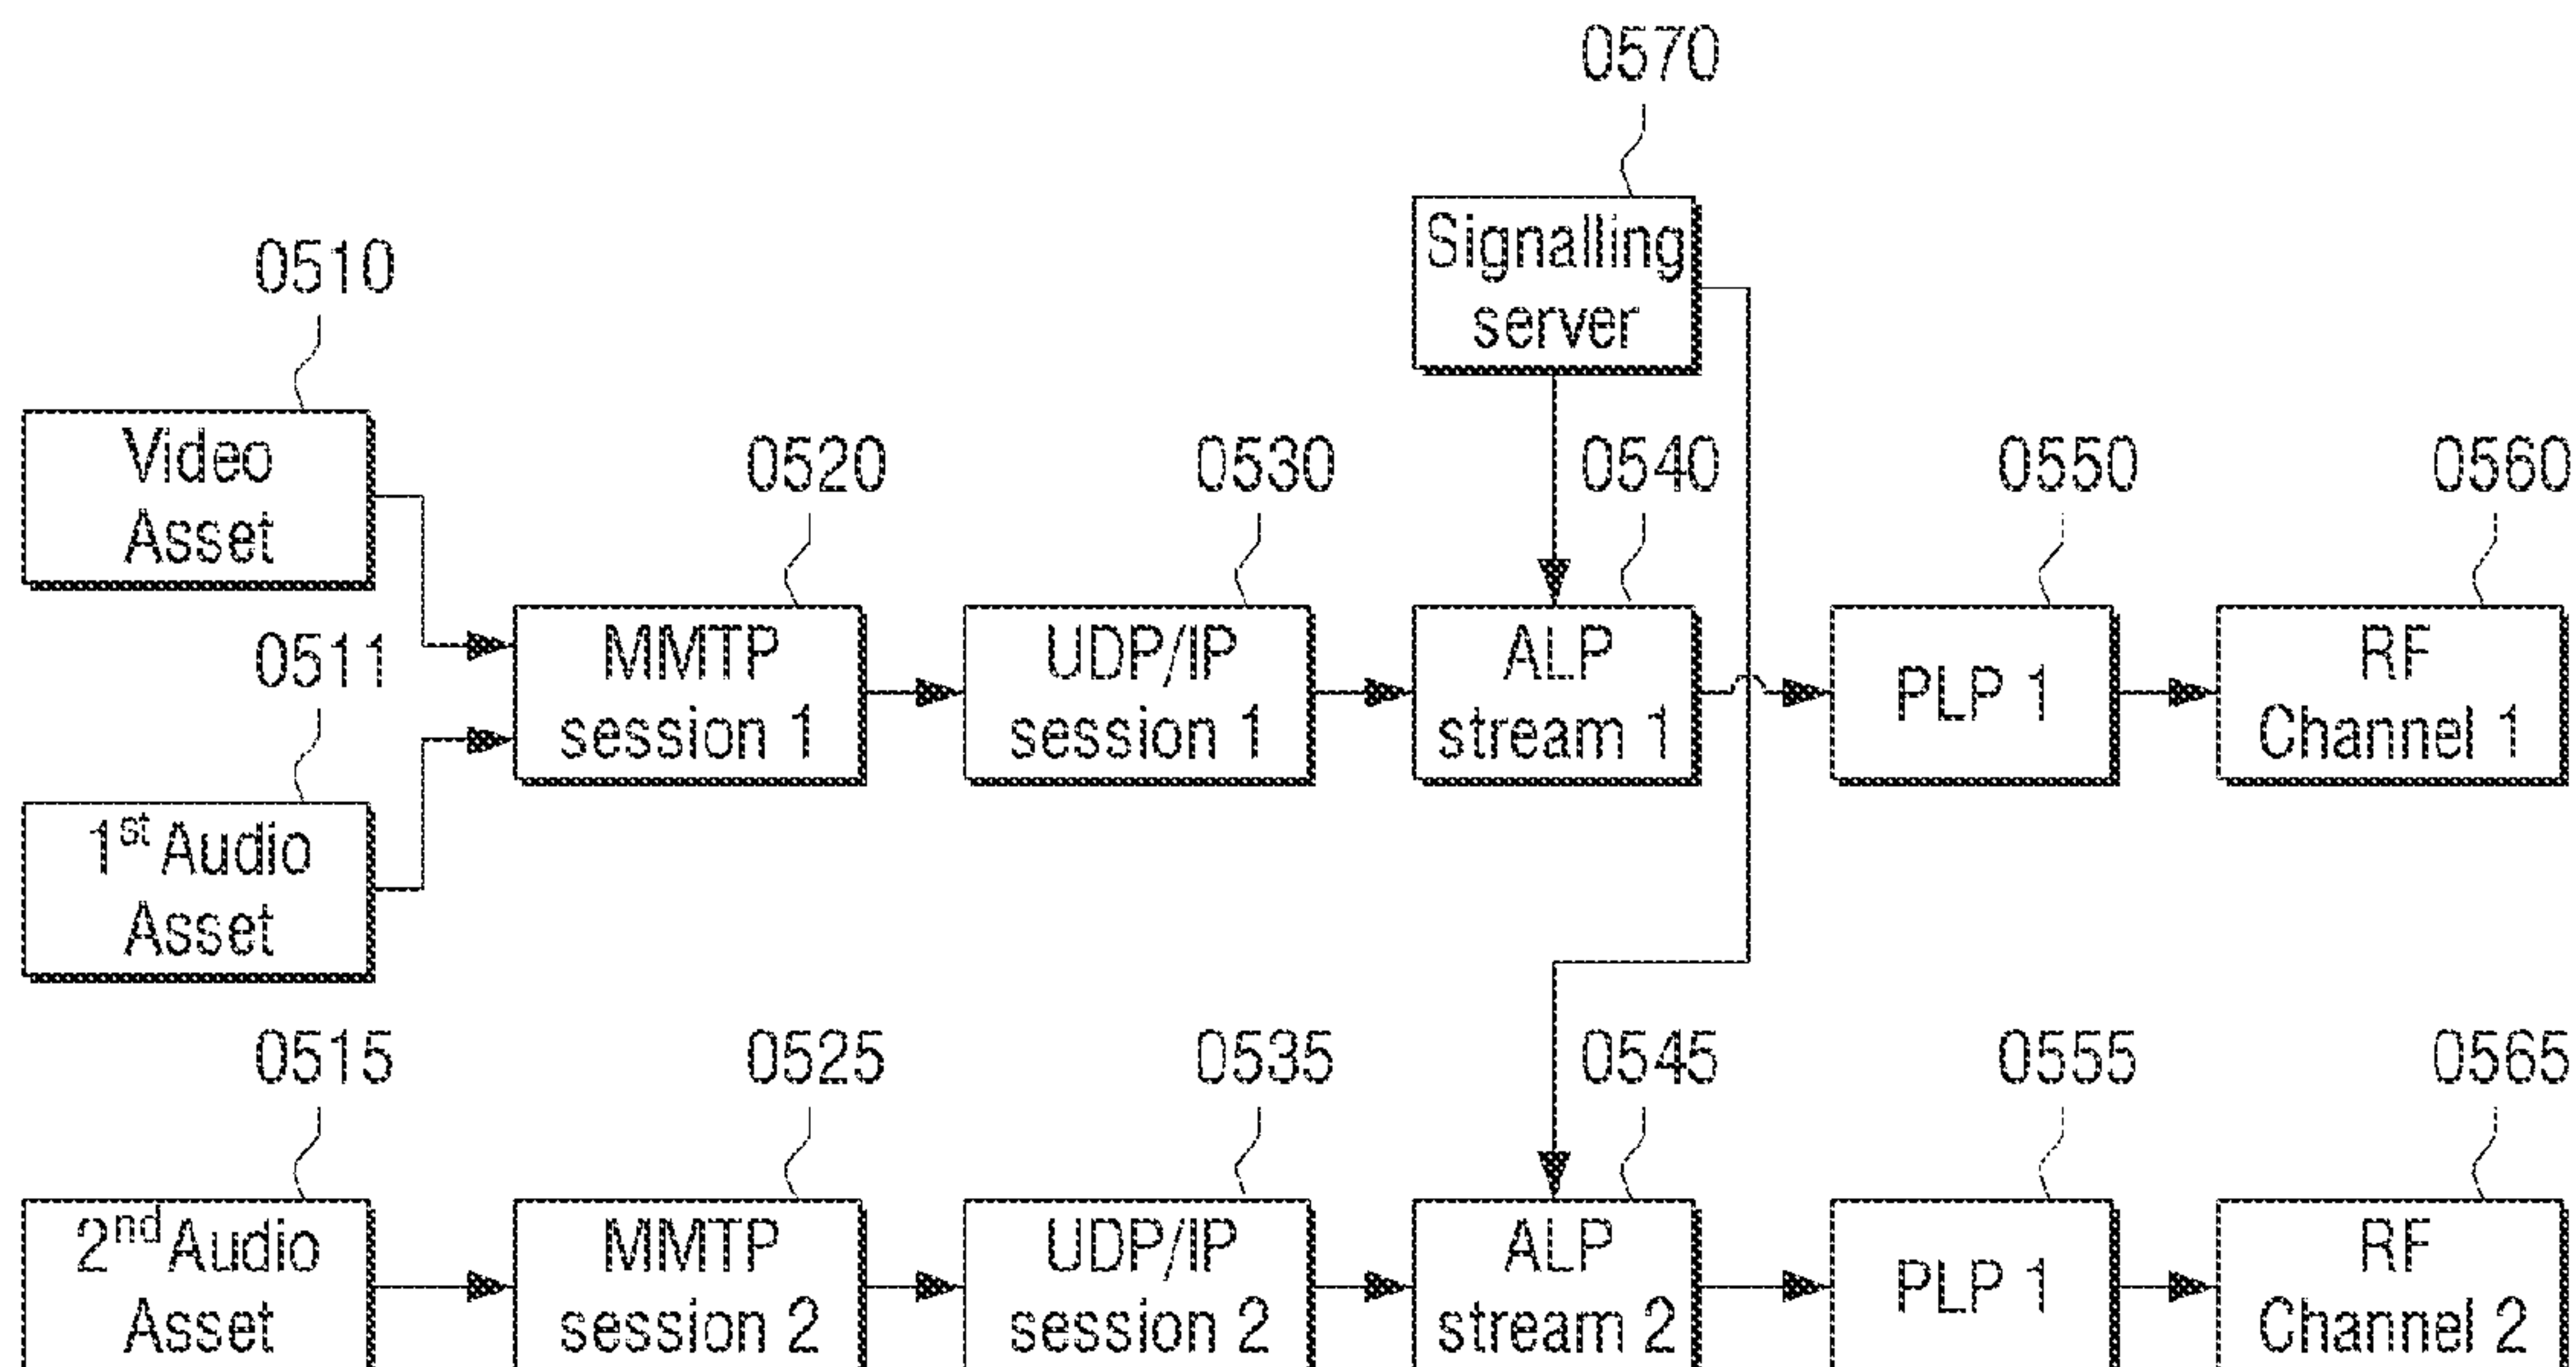 0570
Signalling
server
0510
Video
Asset
0520
0530
0540
0550
0560
0511
MMTP
session 1
UDP/IP
session 1
ALP
stream 1
PLP 1
RF
Channel 1
1st Audio
Asset
0515
0525
0535
0545
0555
0565
2nd Audio
Asset
MMTP
session 2
UDP/IP
session 2
ALP
stream 2
PLP 1
RF
Channel 2